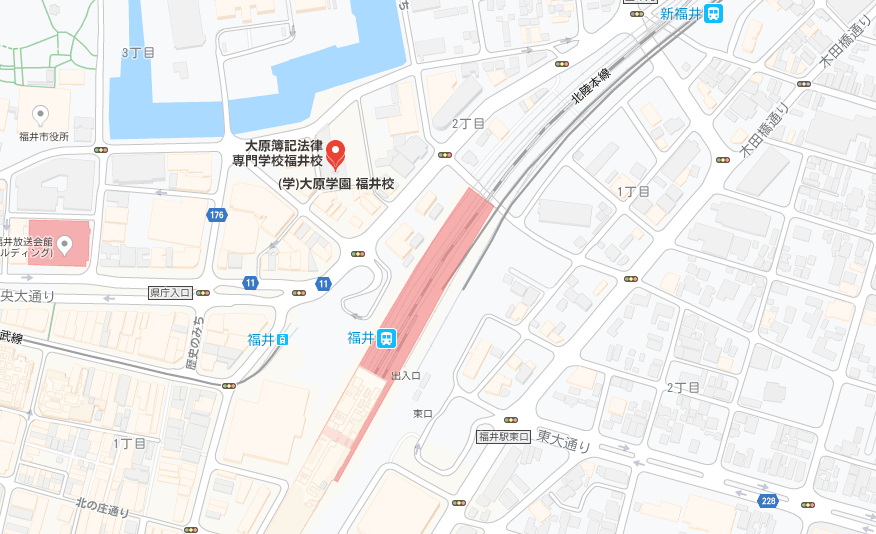 新福井
木田橋通り
3丁目
北陸本線
福井市役所
2丁目
木田橋通り
大原簿記法律
専門学校福井校
(学)大原学園 福井校
1丁目
176
井放送会館
ルディング)
11
11
県庁入口
央大通り
武線
歴史のみち
福井
福井
出入口
東口
2丁目
福井駅東口
東大通り
1丁目
北の庄通り
228